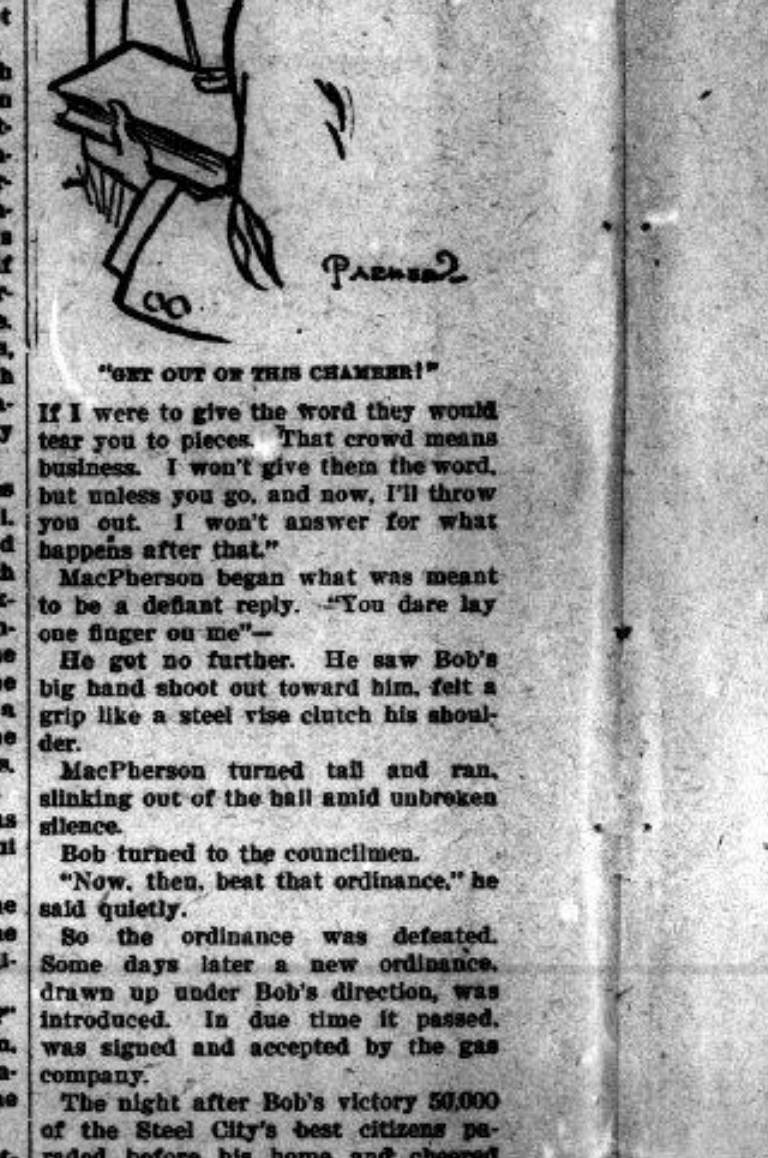 PARKER
"GET OUT OF THIS CHAMBER!"
If I were to give the word they would
tear you to pieces. That crowd means
business. I won't give them the word,
but unless you go, and now, I'll throw
you out. I won't answer for what
happens after that."
MacPherson began what was meant
to be a defiant reply. "You dare lay
one finger on me"—
He got no further. He saw Bob's
big hand shoot out toward him, felt a
grip like a steel vise clutch his shoul-
der.
MacPherson turned tail and ran,
slinking out of the hall amid unbroken
silence.
Bob turned to the councilmen.
"Now, then, beat that ordinance," he
said quietly.
So the ordinance was defeated.
Some days later a new ordinance,
drawn up under Bob's direction, was
introduced. In due time it passed,
was signed and accepted by the gas
company.
The night after Bob's victory 50,000
of the Steel City's best citizens pa-
raded before his home and cheered